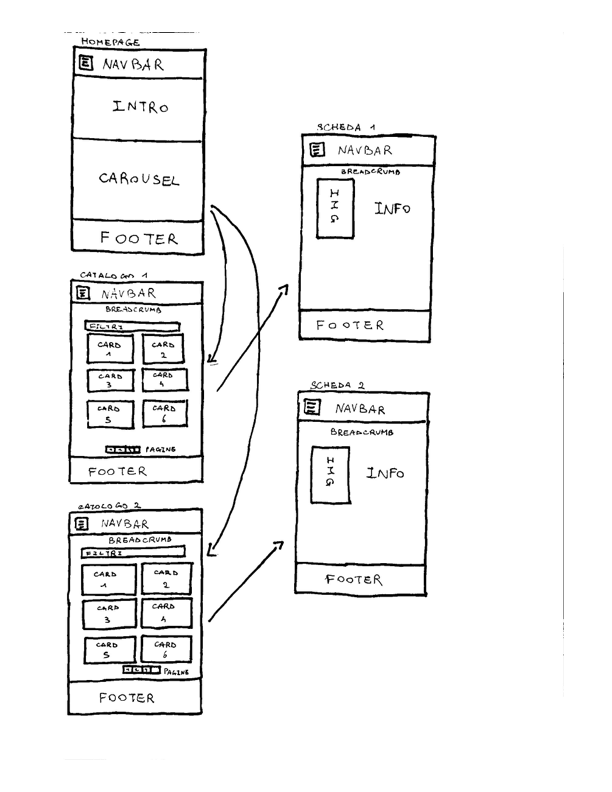 HOMEPAGE
NAVBAR
INTRO
CAROUSEL
FOOTER
CATALOGO 1
NAVBAR
BREADCRUMB
FILTRI
CARD 1
CARD 2
CARD 3
CARD 4
CARD 5
CARD 6
PAGINE
FOOTER
CATOLOGO 2
NAVBAR
BREADCRUMB
FILTRI
CARD 1
CARD 2
CARD 3
CARD 4
CARD 5
CARD 6
PAGINE
FOOTER
SCHEDA 1
NAVBAR
BREADCRUMB
IMG
INFO
FOOTER
SCHEDA 2
NAVBAR
BREADCRUMB
IMG
INFO
FOOTER